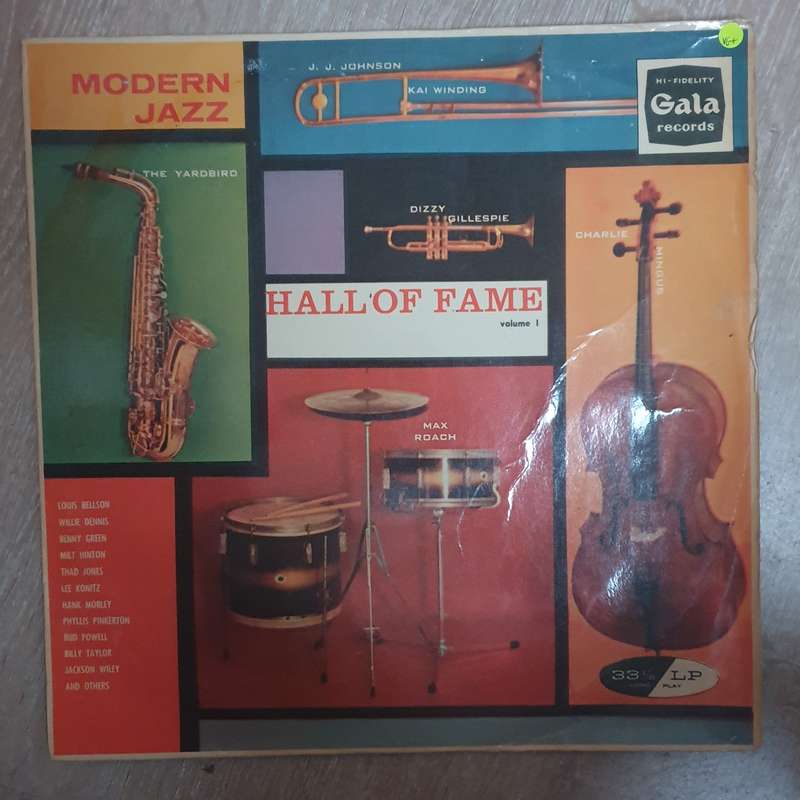 MODERN
JAZZ
J. J. JOHNSON
KAI WINDING
HI-FIDELITY
Gala
records
VG+
THE YARDBIRD
DIZZY
GILLESPIE
CHARLIE
MINGUS
HALL OF FAME
volume 1
MAX
ROACH
LOUIS BELLSON
WILLIE DENNIS
BENNY GREEN
MILT HINTON
THAD JONES
LEE KONITZ
HANK MOBLEY
PHYLLIS PINKERTON
BUD POWELL
BILLY TAYLOR
JACKSON WILEY
AND OTHERS
33⅓ LP
PLAY